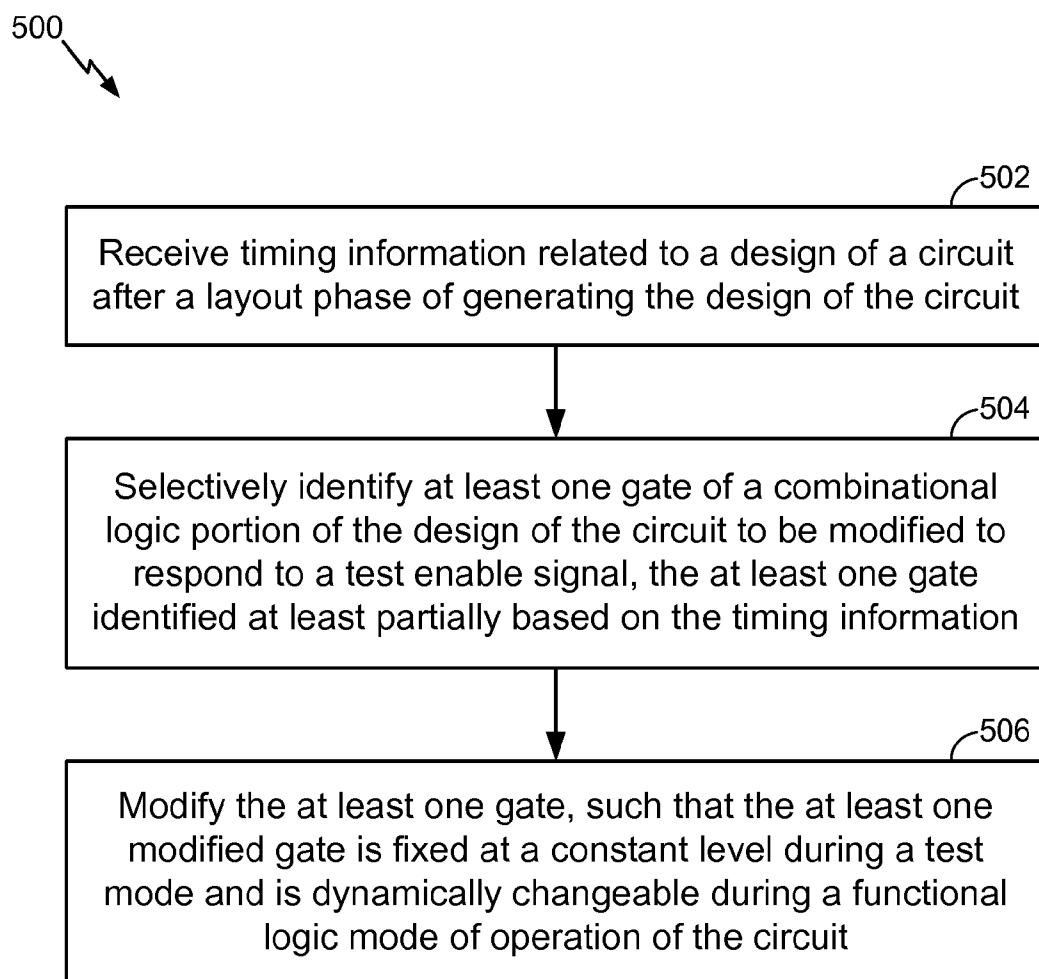 500
502
Receive timing information related to a design of a circuit
after a layout phase of generating the design of the circuit
504
Selectively identify at least one gate of a combinational
logic portion of the design of the circuit to be modified to
respond to a test enable signal, the at least one gate
identified at least partially based on the timing information
506
Modify the at least one gate, such that the at least one
modified gate is fixed at a constant level during a test
mode and is dynamically changeable during a functional
logic mode of operation of the circuit